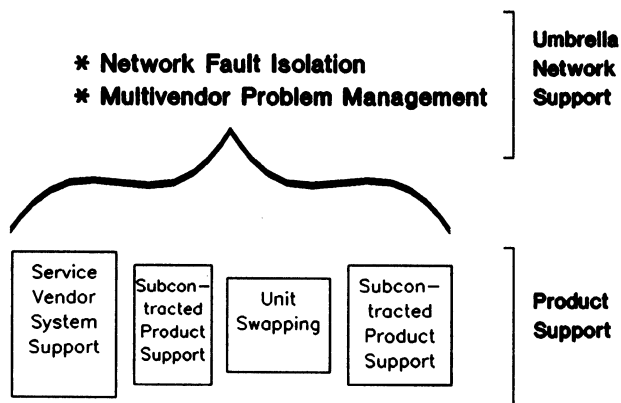 * Network Fault Isolation
* Multivendor Problem Management
Umbrella
Network
Support
Service
Vendor
System
Support
Subcon-
tracted
Product
Support
Unit
Swapping
Subcon-
tracted
Product
Support
Product
Support